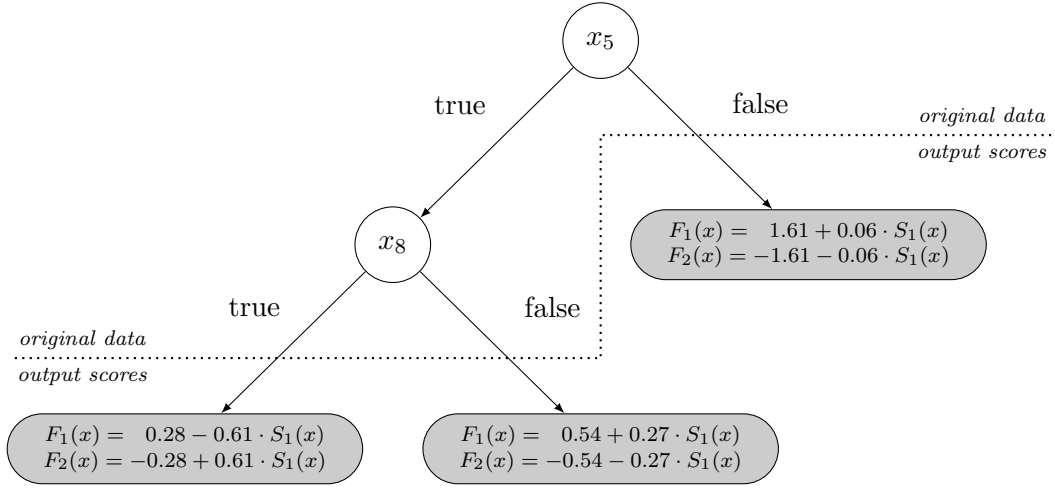 x₅
true
false
original data
output scores
F₁(x) = 1.61 + 0.06 · S₁(x)
F₂(x) = −1.61 − 0.06 · S₁(x)
x₈
true
false
original data
output scores
F₁(x) = 0.28 − 0.61 · S₁(x)
F₂(x) = −0.28 + 0.61 · S₁(x)
F₁(x) = 0.54 + 0.27 · S₁(x)
F₂(x) = −0.54 − 0.27 · S₁(x)